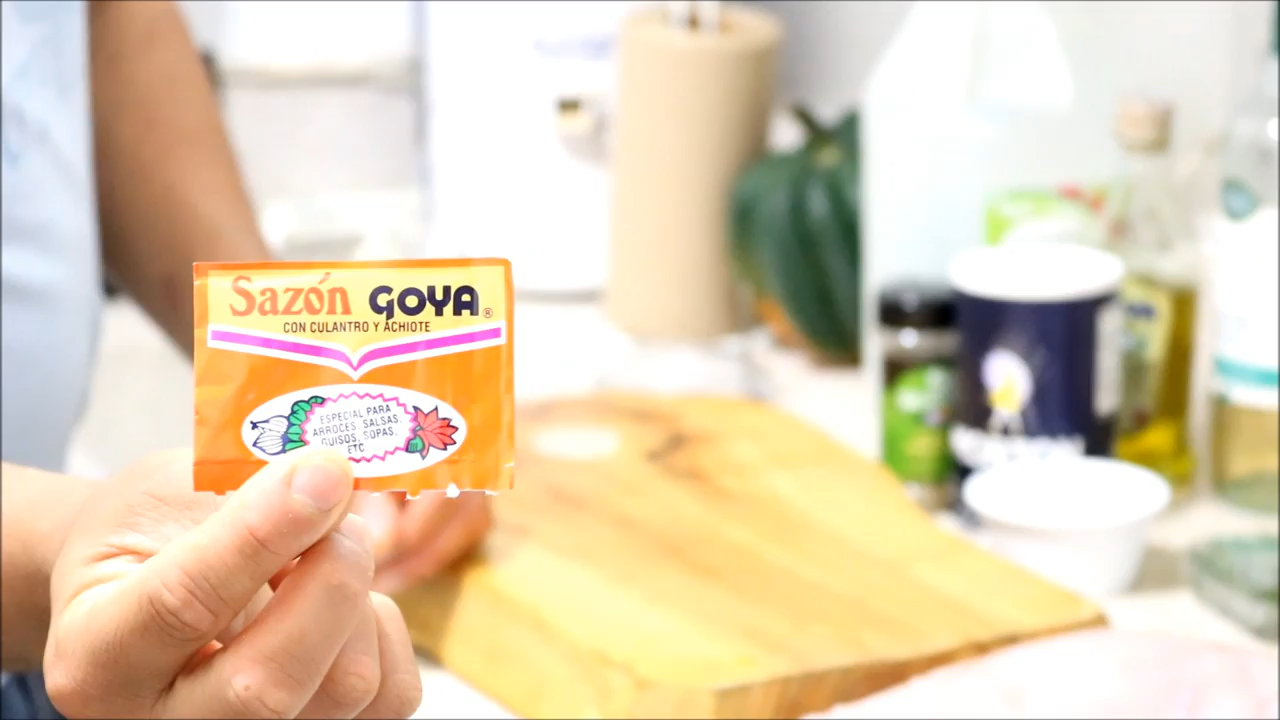 Sazón GOYA®
CON CULANTRO Y ACHIOTE
ESPECIAL PARA
ARROCES, SALSAS,
GUISOS, SOPAS,
ETC